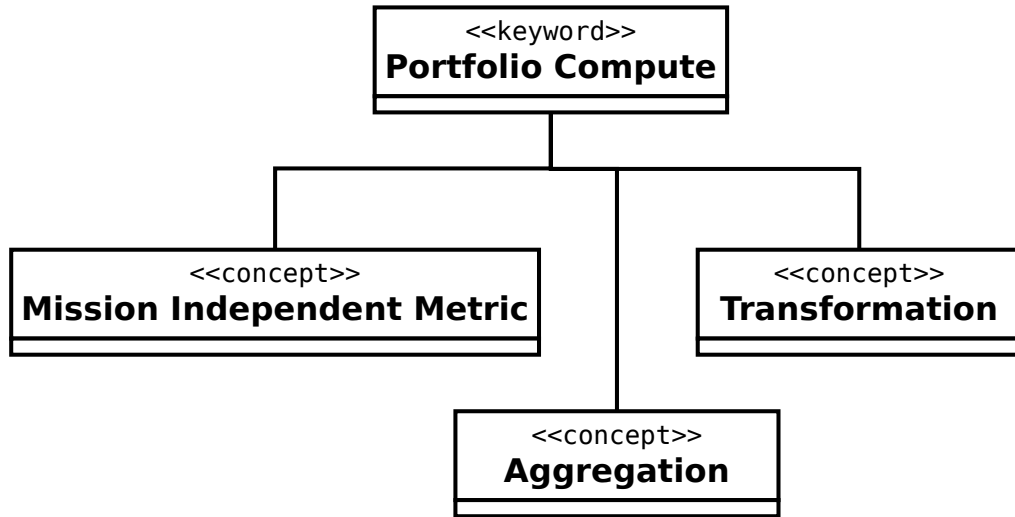 <<keyword>>
Portfolio Compute
<<concept>>
Mission Independent Metric
<<concept>>
Transformation
<<concept>>
Aggregation